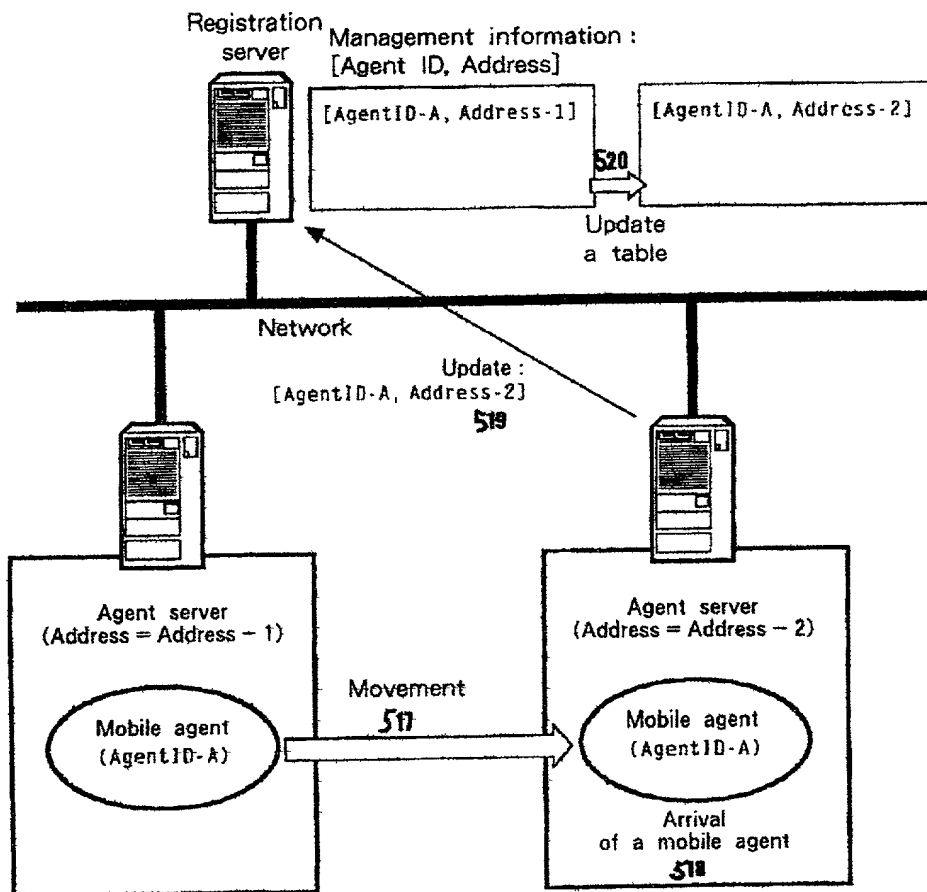 Registration
server
Management information :
[Agent ID, Address]
[AgentID-A, Address-1]
[AgentID-A, Address-2]
520
Update
a table
Network
Update :
[AgentID-A, Address-2]
519
Agent server
(Address = Address - 1)
Agent server
(Address = Address - 2)
Movement
517
Mobile agent
(AgentID-A)
Mobile agent
(AgentID-A)
Arrival
of a mobile agent
518